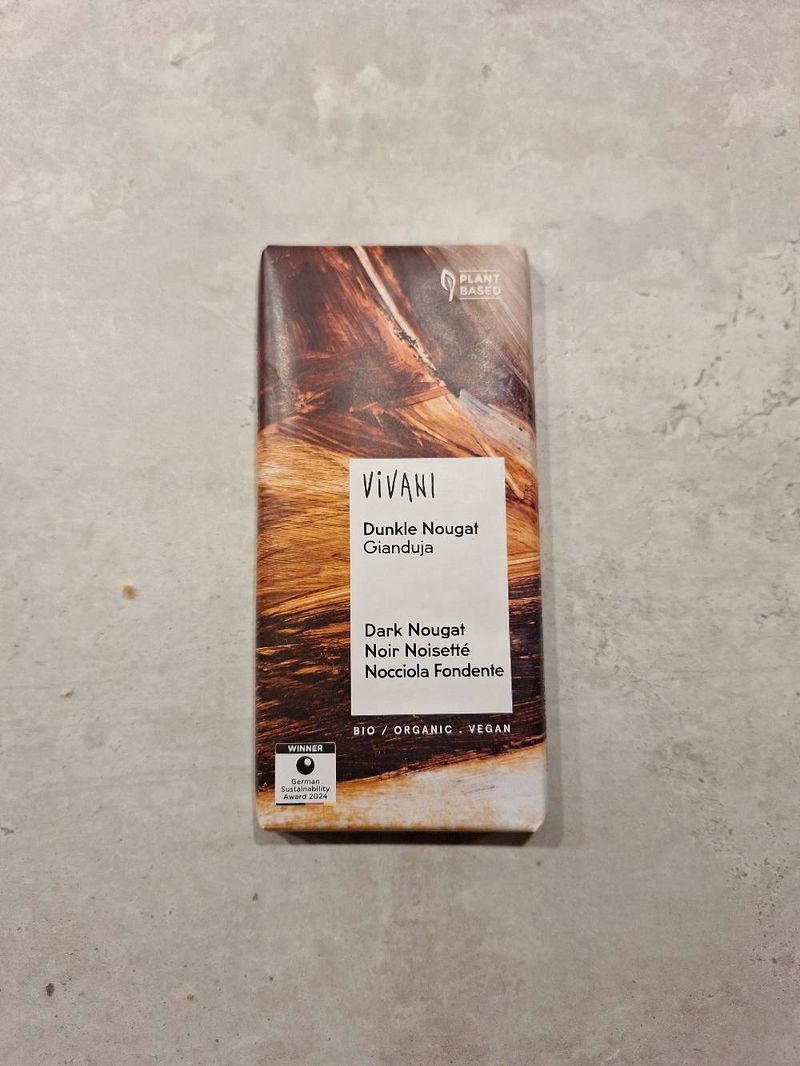 PLANT
BASED
ViVANI
Dunkle Nougat
Gianduja
Dark Nougat
Noir Noisetté
Nocciola Fondente
BIO / ORGANIC . VEGAN
WINNER
German
Sustainability
Award 2024